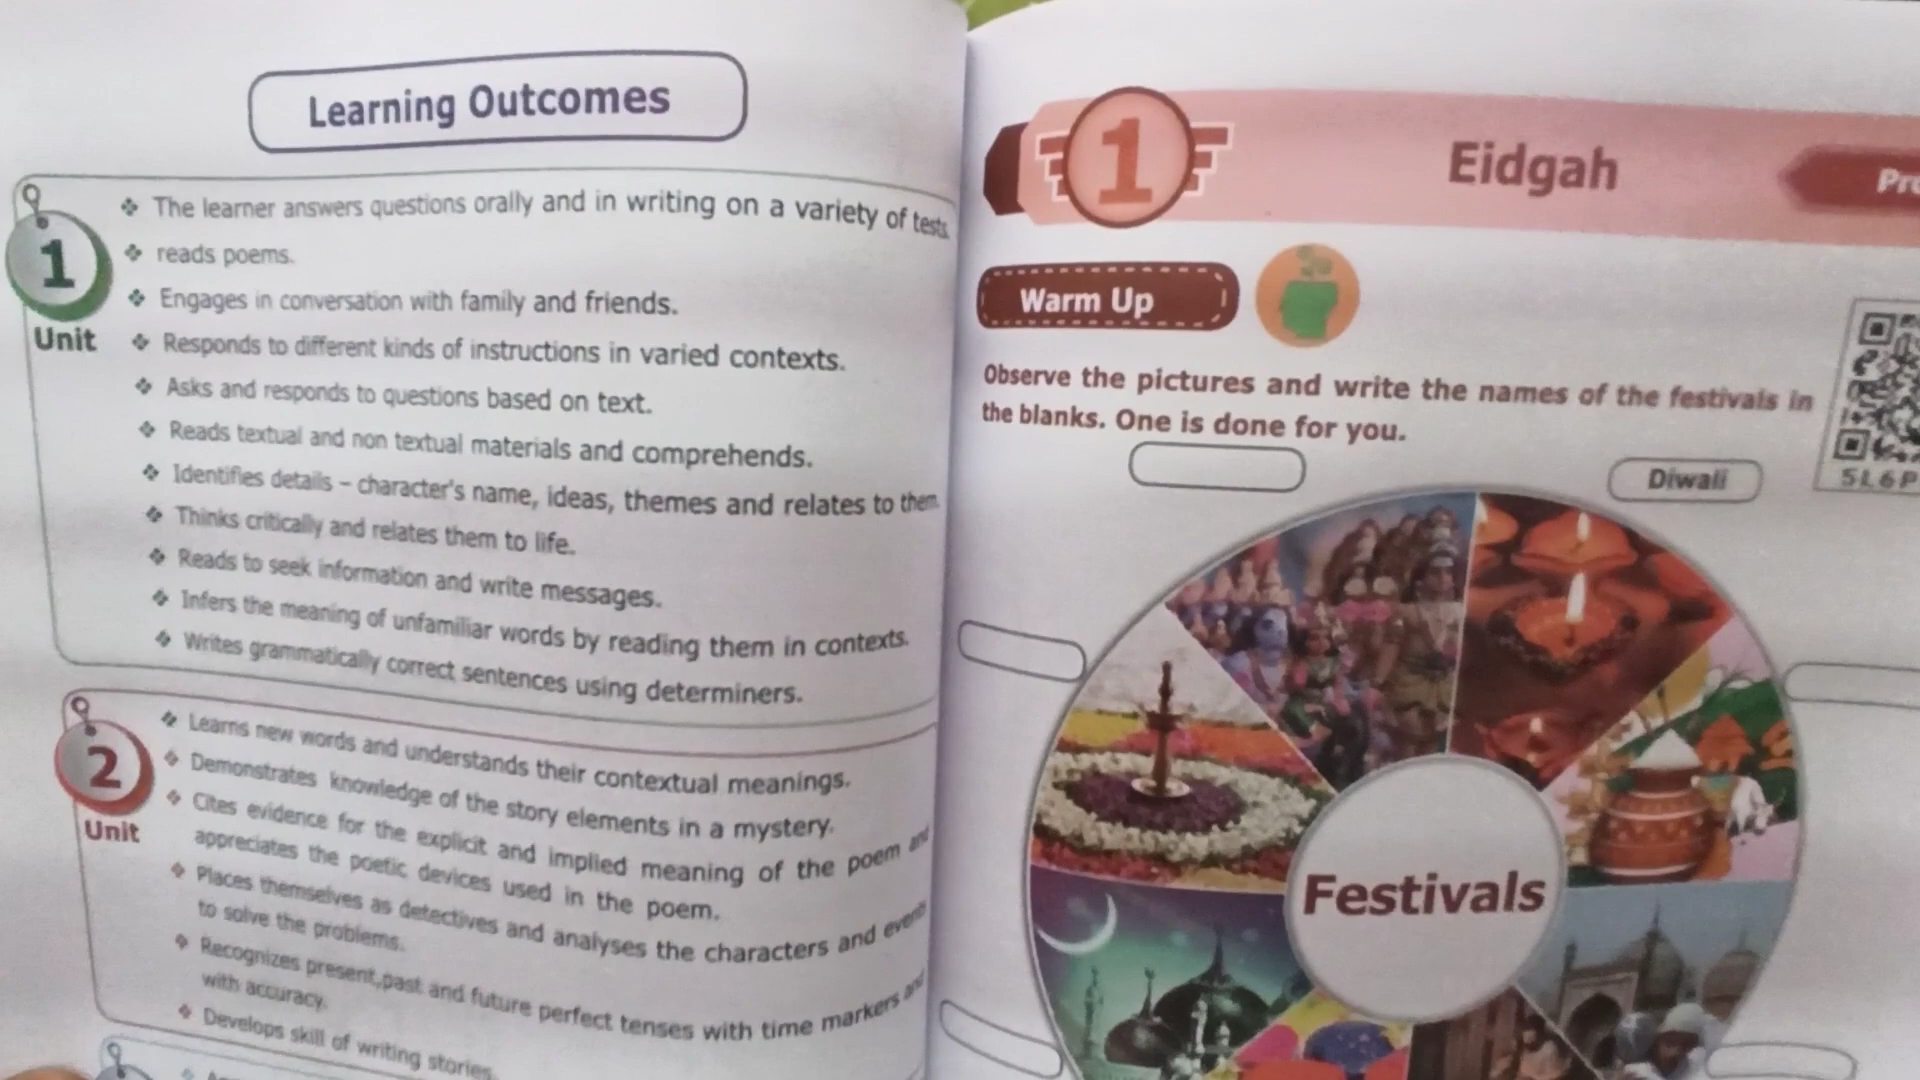 Learning Outcomes
1
Unit
The learner answers questions orally and in writing on a variety of tests.
reads poems.
Engages in conversation with family and friends.
Responds to different kinds of instructions in varied contexts.
Asks and responds to questions based on text.
Reads textual and non textual materials and comprehends.
Identifies details – character's name, ideas, themes and relates to them.
Thinks critically and relates them to life.
Reads to seek information and write messages.
Infers the meaning of unfamiliar words by reading them in contexts.
Writes grammatically correct sentences using determiners.
2
Unit
Learns new words and understands their contextual meanings.
Demonstrates knowledge of the story elements in a mystery.
Cites evidence for the explicit and implied meaning of the poem and
appreciates the poetic devices used in the poem.
Places themselves as detectives and analyses the characters and events
to solve the problems.
Recognizes present,past and future perfect tenses with time markers and
with accuracy.
Develops skill of writing stories.
1
Eidgah
Warm Up
Observe the pictures and write the names of the festivals in
the blanks. One is done for you.
5L6P
Diwali
Festivals